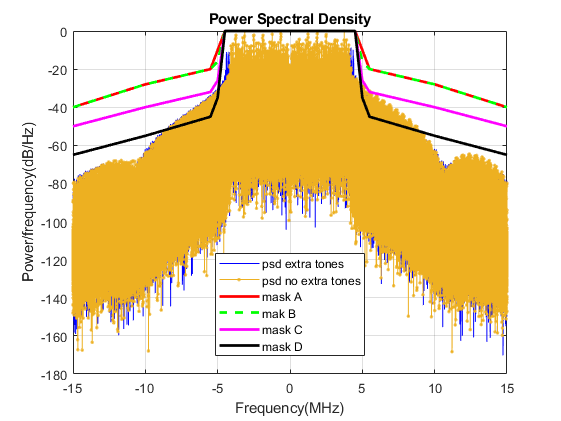 Power Spectral Density
Power/frequency(dB/Hz)
0
-20
-40
-60
-80
-100
-120
-140
-160
-180
psd extra tones
psd no extra tones
mask A
mak B
mask C
mask D
-15
-10
-5
0
5
10
15
Frequency(MHz)